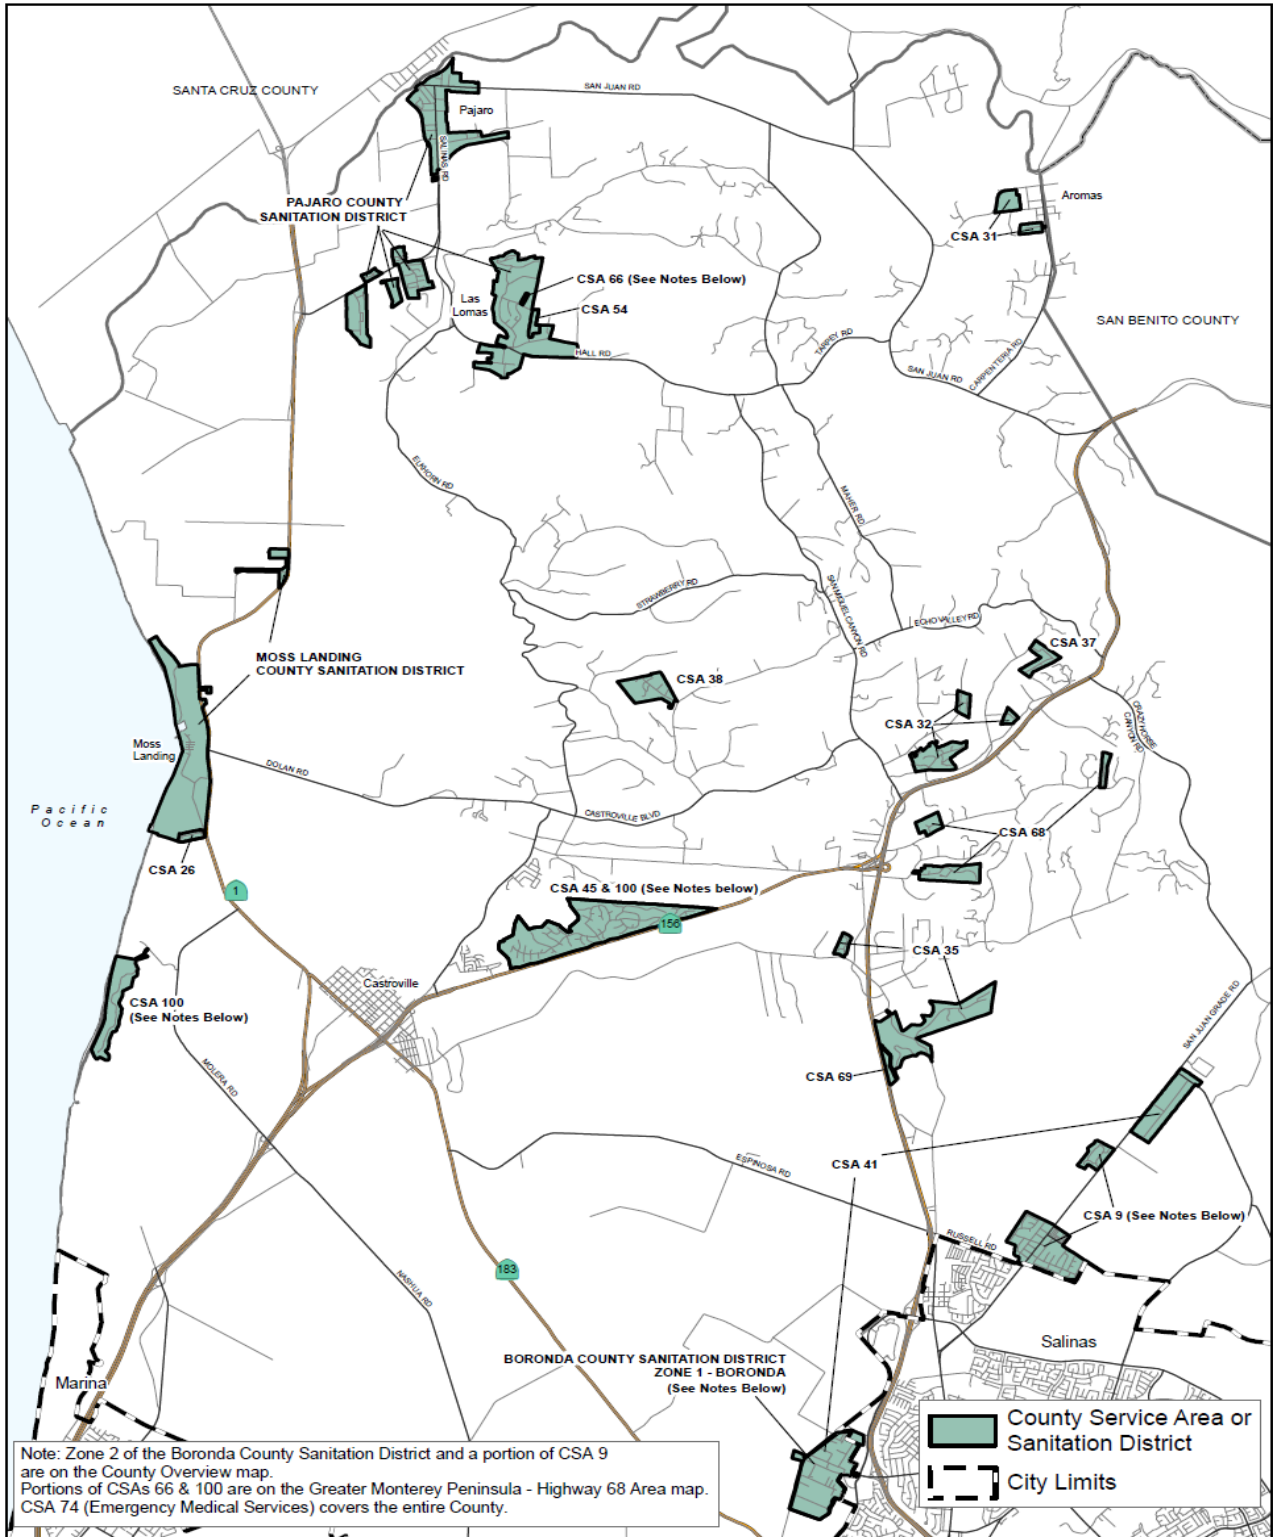 SANTA CRUZ COUNTY
SAN JUAN RD
Pajaro
SALINAS RD
PAJARO COUNTY
SANITATION DISTRICT
Aromas
CSA 31
CSA 66 (See Notes Below)
Las
Lomas
CSA 54
HALL RD
SAN BENITO COUNTY
TARPEY RD
SAN JUAN RD
CARPENTERIA RD
ELKHORN RD
MAHER RD
STRAWBERRY RD
SAN MIGUEL CANYON RD
ECHO VALLEY RD
CSA 37
MOSS LANDING
COUNTY SANITATION DISTRICT
CSA 38
CSA 32
CRAZY HORSE
CANYON RD
Moss
Landing
DOLAN RD
Pacific
Ocean
CASTROVILLE BLVD
CSA 68
CSA 26
1
CSA 45 & 100 (See Notes below)
156
CSA 35
Castroville
CSA 100
(See Notes Below)
SAN JUAN GRADE RD
MOLERA RD
CSA 69
ESPINOSA RD
CSA 41
CSA 9 (See Notes Below)
RUSSELL RD
183
NASHUA RD
Salinas
BORONDA COUNTY SANITATION DISTRICT
ZONE 1 - BORONDA
(See Notes Below)
Marina
County Service Area or
Sanitation District
City Limits
Note: Zone 2 of the Boronda County Sanitation District and a portion of CSA 9
are on the County Overview map.
Portions of CSAs 66 & 100 are on the Greater Monterey Peninsula - Highway 68 Area map.
CSA 74 (Emergency Medical Services) covers the entire County.